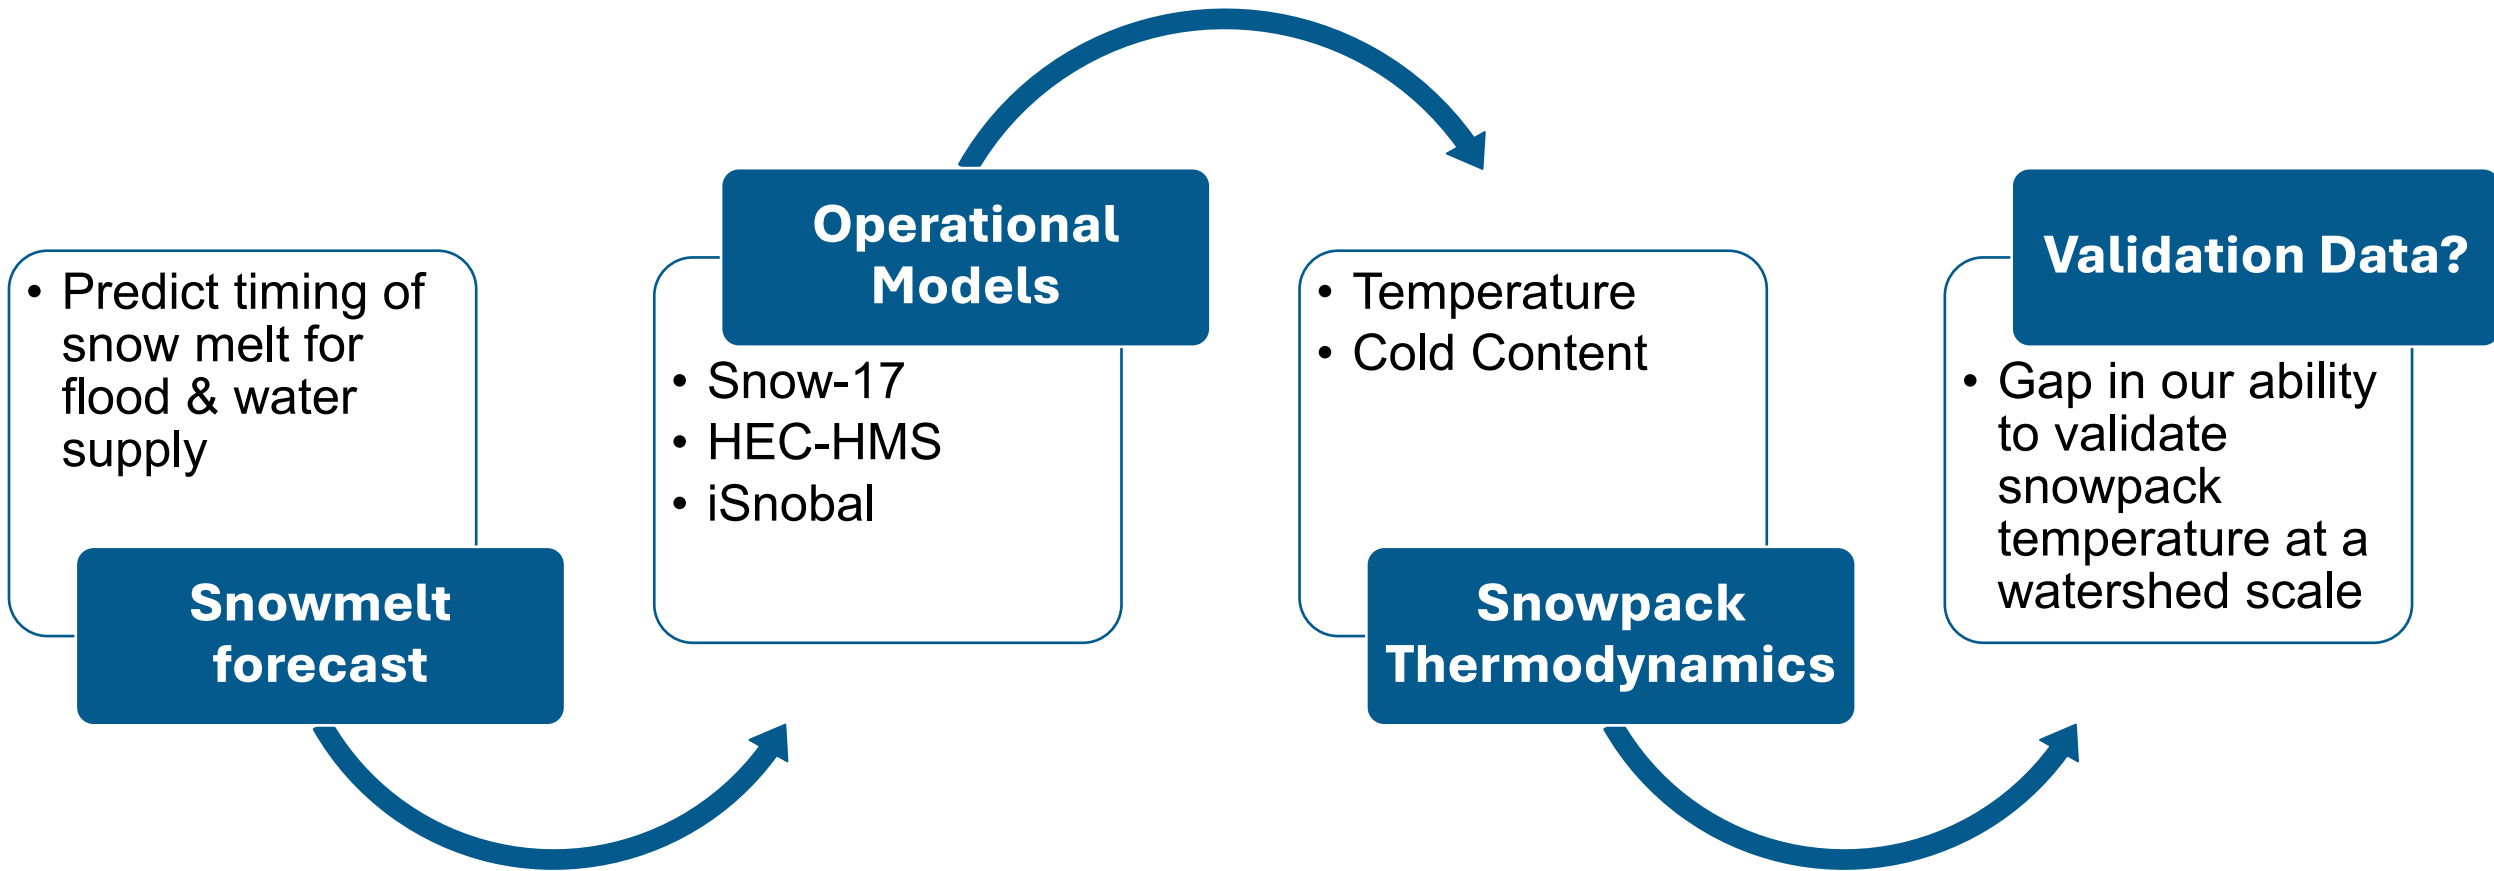 • Predict timing of
snow melt for
flood & water
supply
Snowmelt
forecast
Operational
Models
• Snow-17
• HEC-HMS
• iSnobal
• Temperature
• Cold Content
Snowpack
Thermodynamics
Validation Data?
• Gap in our ability
to validate
snowpack
temperature at a
watershed scale